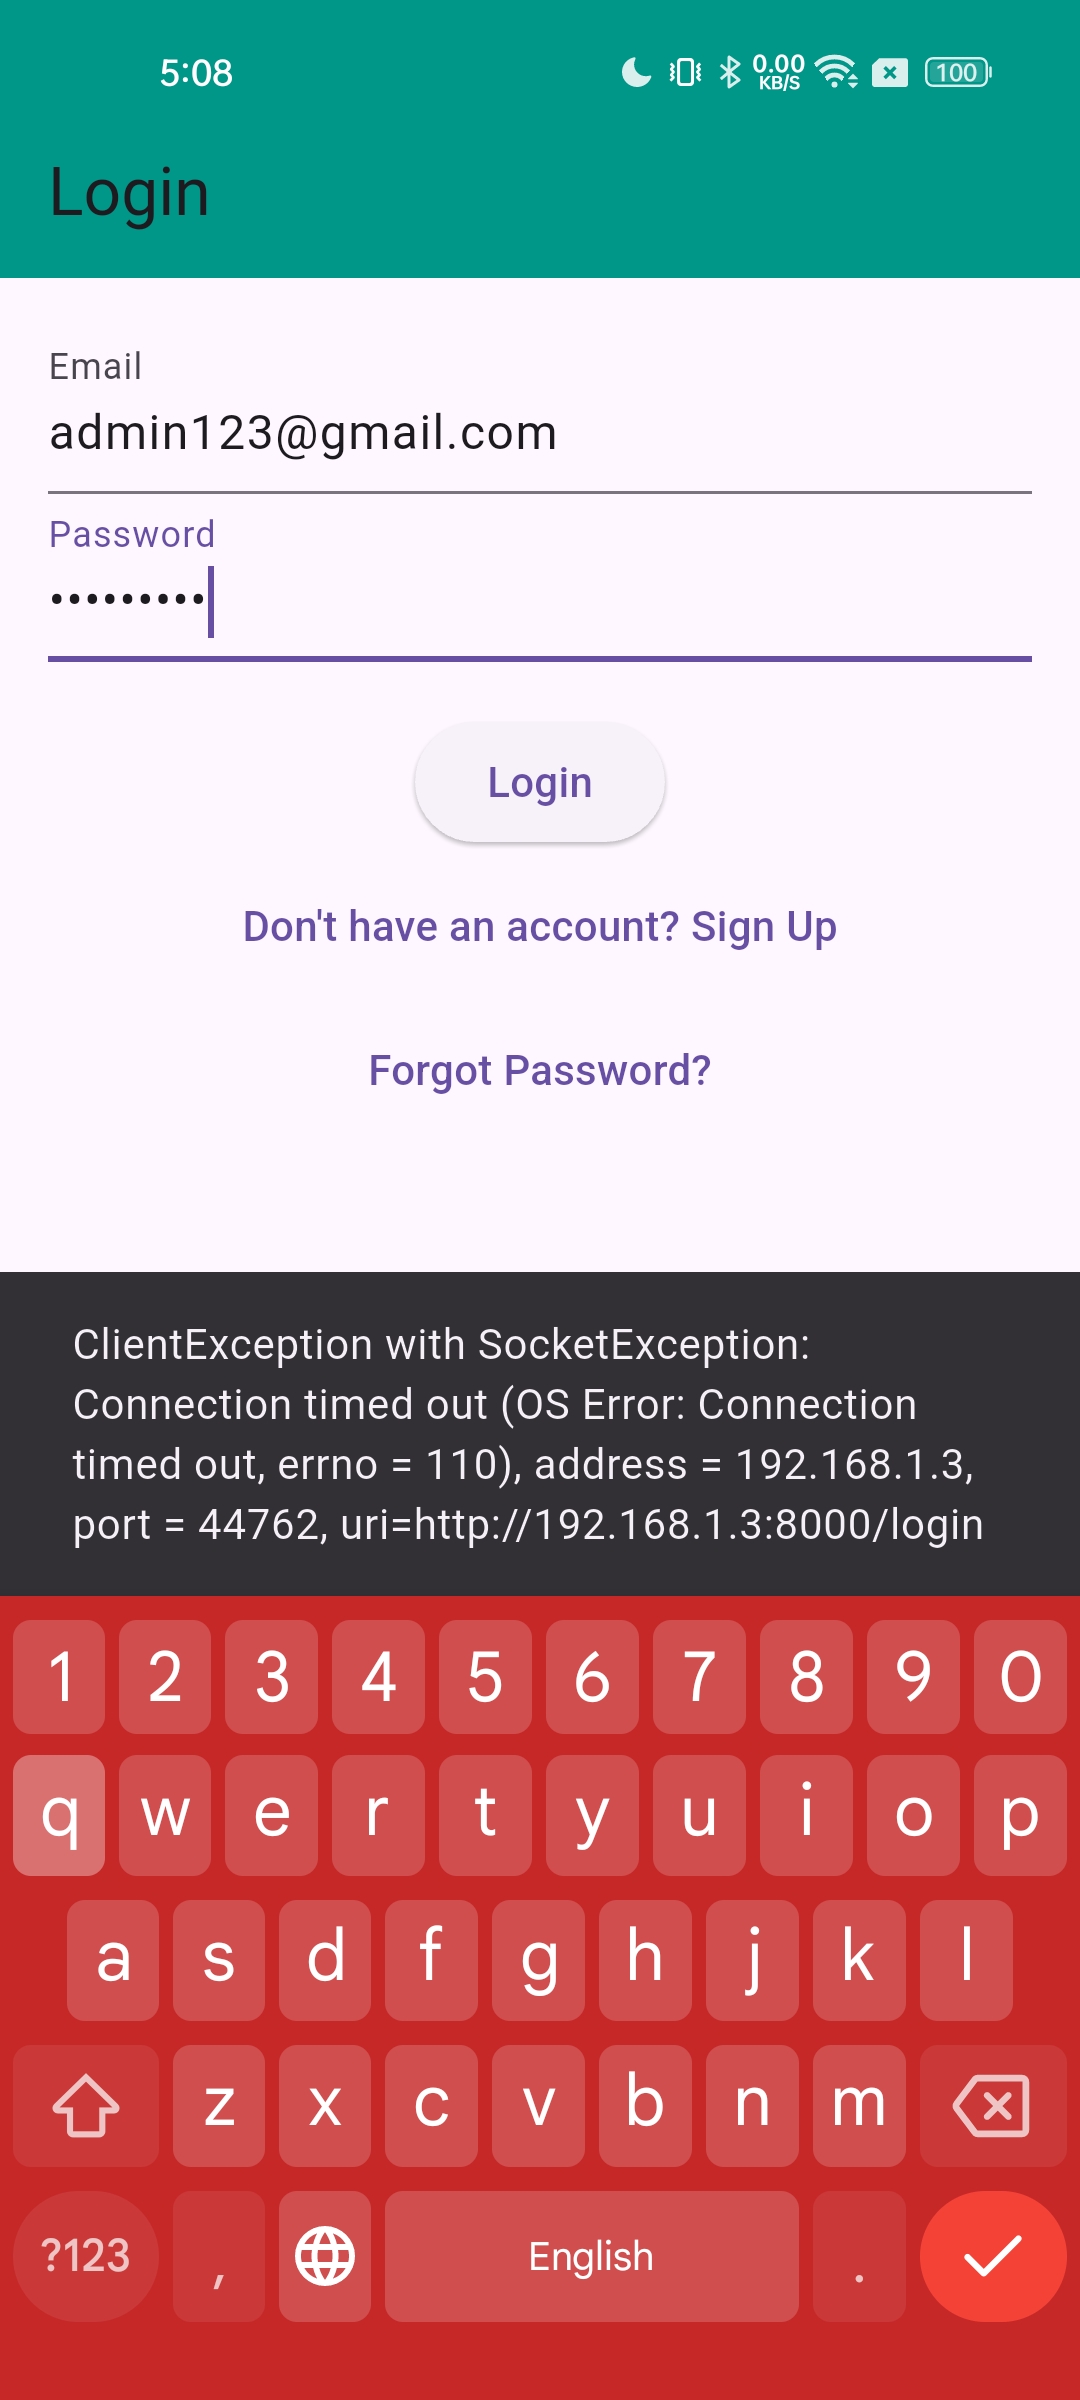 5:08
0.00
KB/S
100
Login
Email
admin123@gmail.com
Password
•••••••••
Login
Don't have an account? Sign Up
Forgot Password?
ClientException with SocketException:
Connection timed out (OS Error: Connection
timed out, errno = 110), address = 192.168.1.3,
port = 44762, uri=http://192.168.1.3:8000/login
1 2 3 4 5 6 7 8 9 0
q w e r t y u i o p
a s d f g h j k l
z x c v b n m
?123 , English .